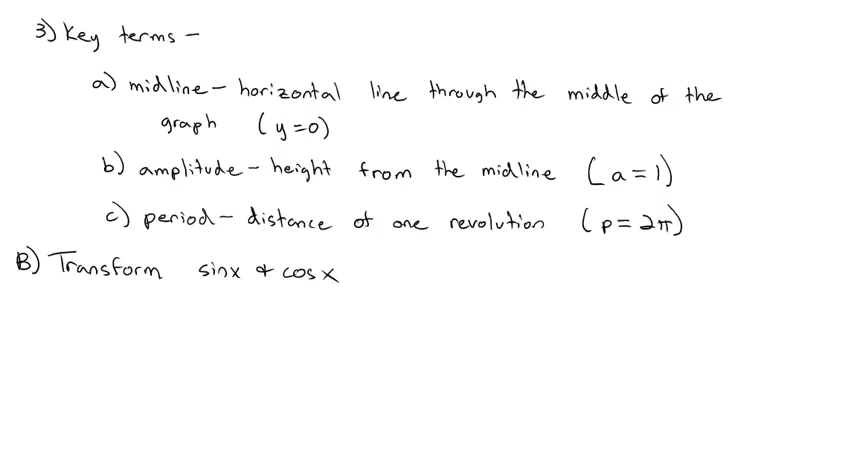 3) Key terms -
a) midline - horizontal line through the middle of the
graph (y=0)
b) amplitude - height from the midline (a=1)
c) period - distance of one revolution (p=2π)
B) Transform sinx & cosx